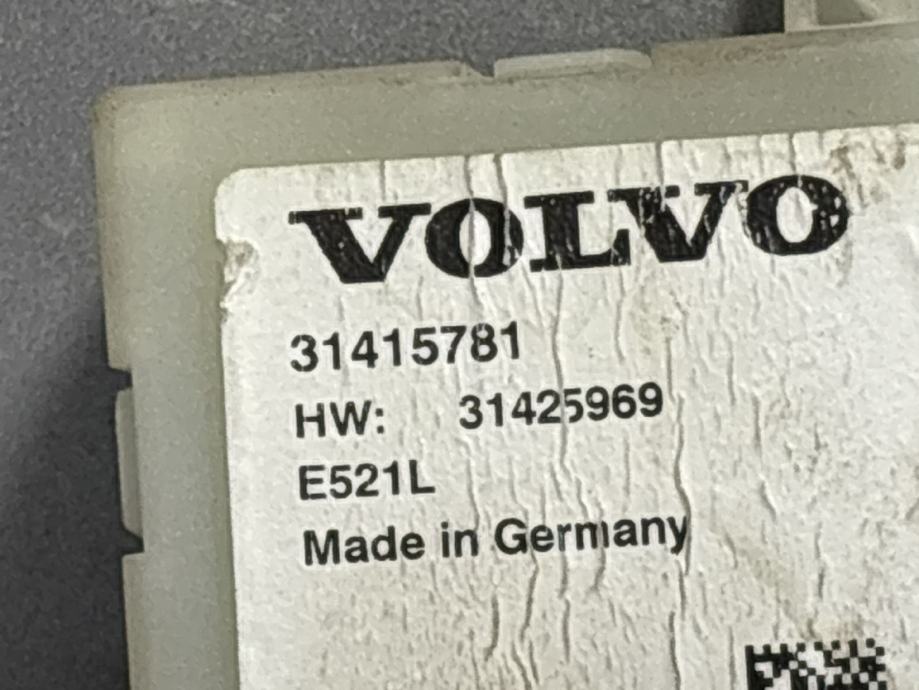 VOLVO
31415781
HW: 31425969
E521L
Made in Germany